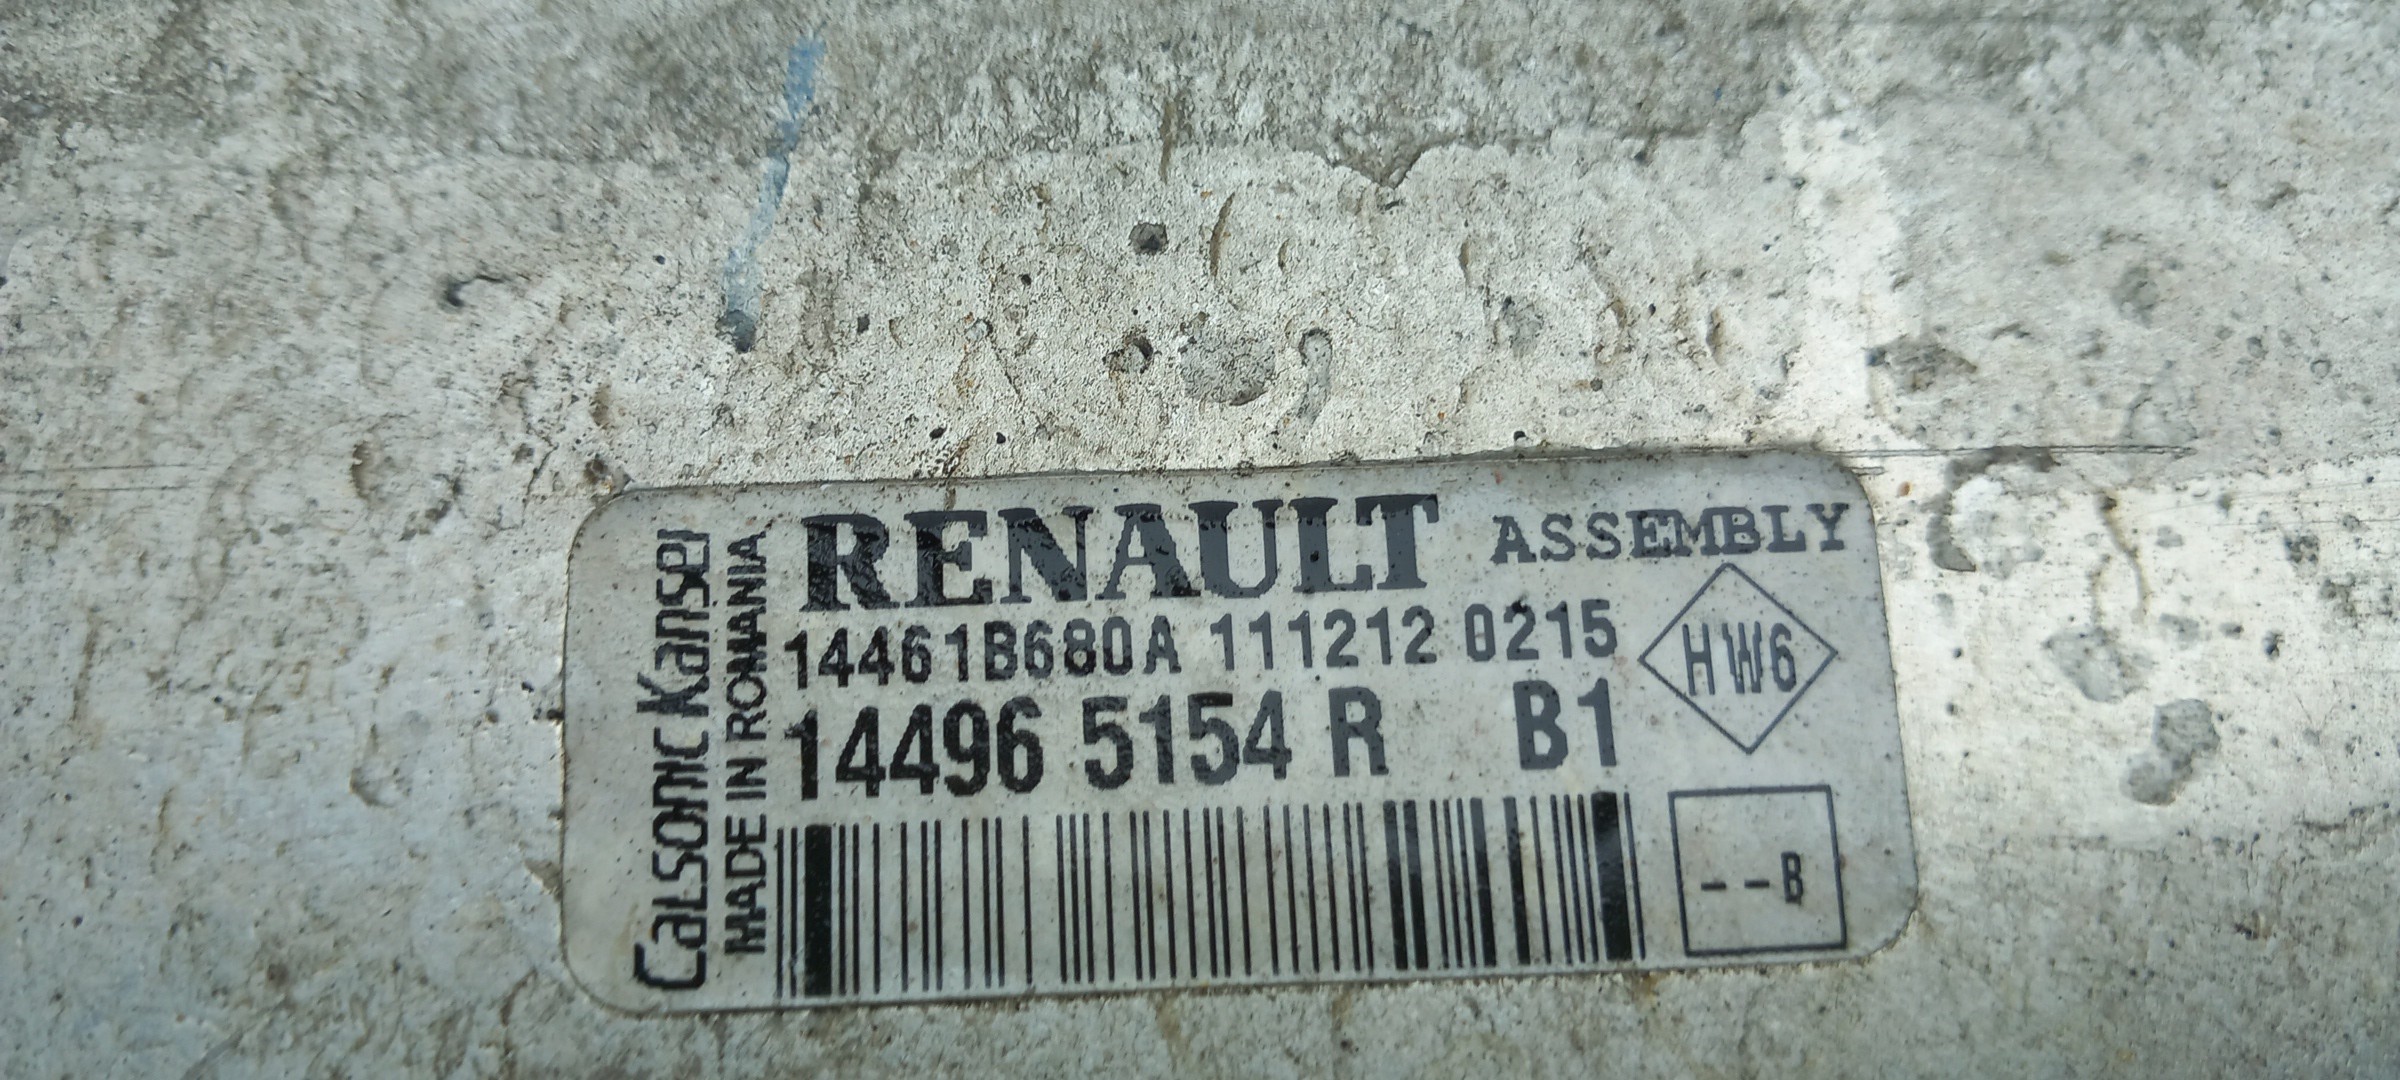 Calsonic Kansei
MADE IN ROMANIA
RENAULT ASSEMBLY
14461B680A 111212 0215
14496 5154 R B1
HW6
--B